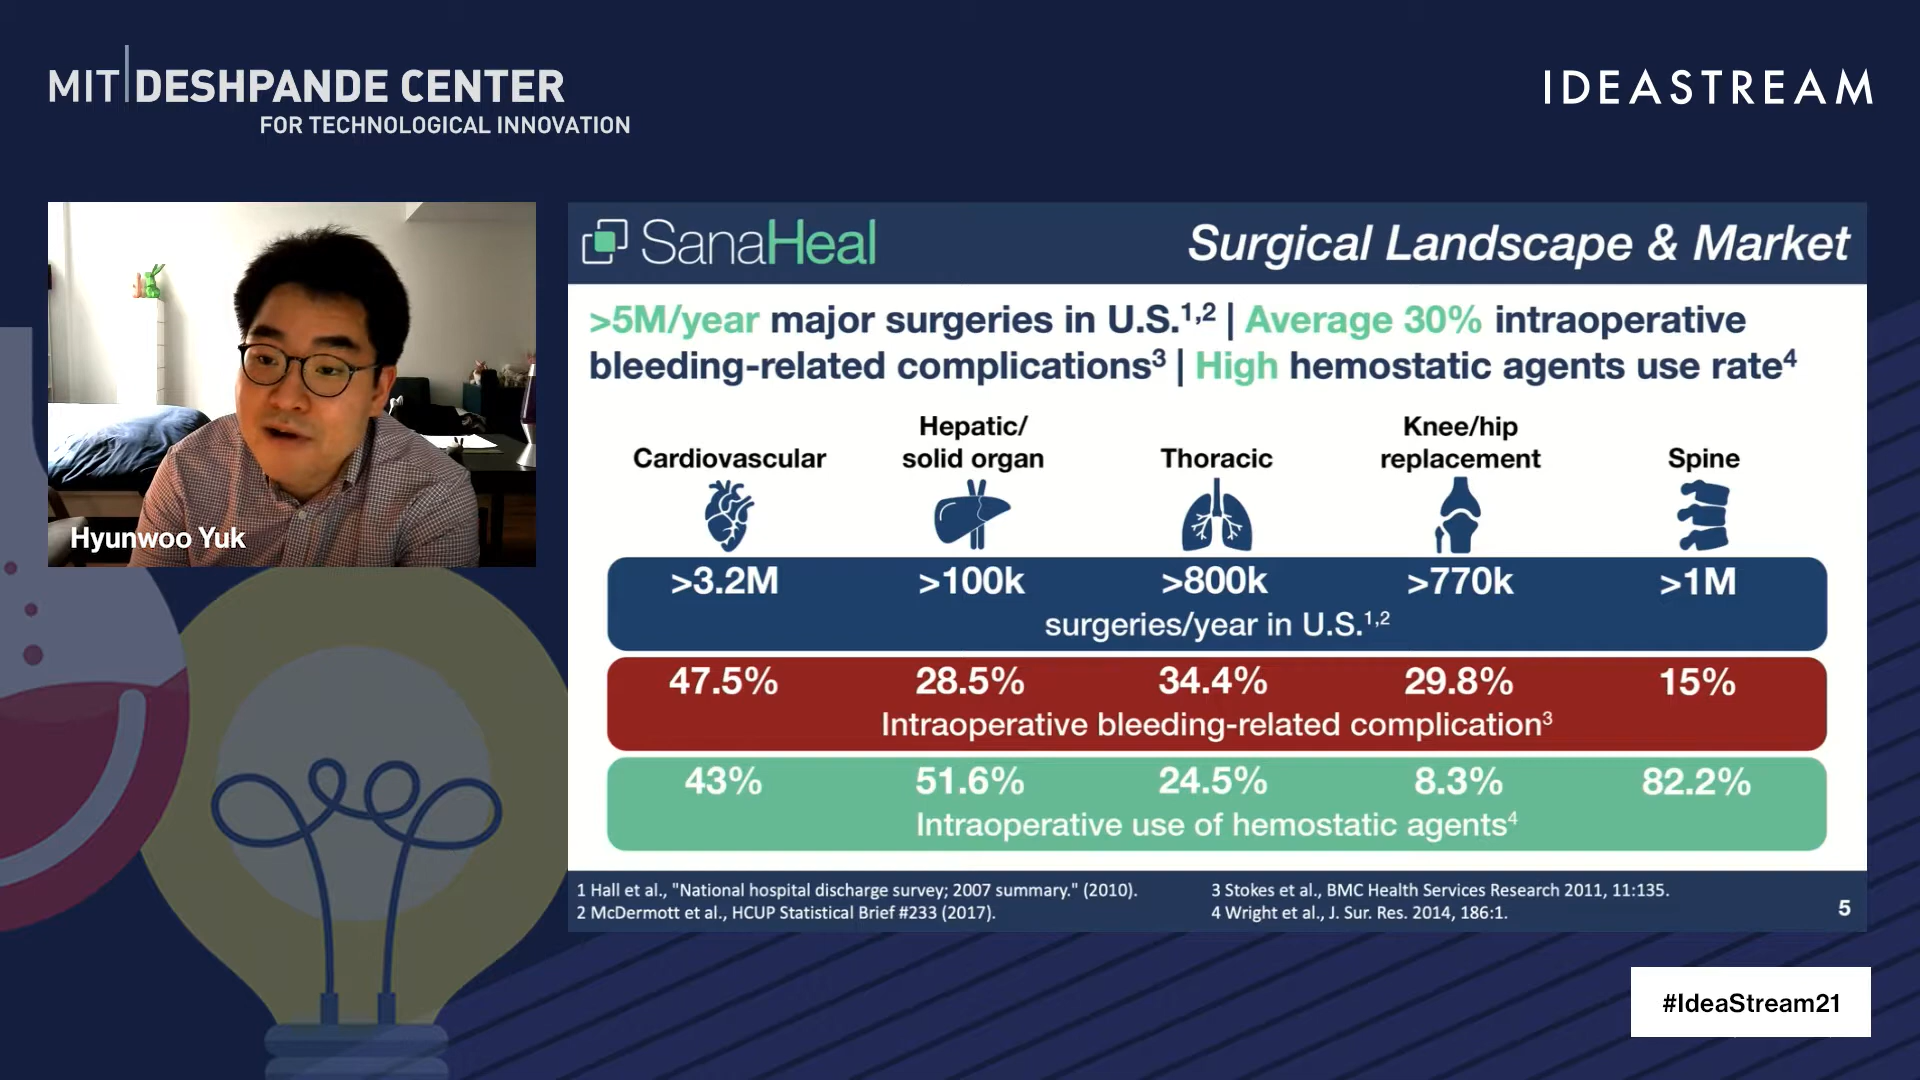 MIT DESHPANDE CENTER
FOR TECHNOLOGICAL INNOVATION
IDEASTREAM
Hyunwoo Yuk
SanaHeal
Surgical Landscape & Market
>5M/year major surgeries in U.S.1,2 | Average 30% intraoperative
bleeding-related complications3 | High hemostatic agents use rate4
Cardiovascular
Hepatic/
solid organ
Thoracic
Knee/hip
replacement
Spine
>3.2M >100k >800k >770k >1M
surgeries/year in U.S.1,2
47.5% 28.5% 34.4% 29.8% 15%
Intraoperative bleeding-related complication3
43% 51.6% 24.5% 8.3% 82.2%
Intraoperative use of hemostatic agents4
1 Hall et al., "National hospital discharge survey; 2007 summary." (2010).
2 McDermott et al., HCUP Statistical Brief #233 (2017).
3 Stokes et al., BMC Health Services Research 2011, 11:135.
4 Wright et al., J. Sur. Res. 2014, 186:1.
5
#IdeaStream21